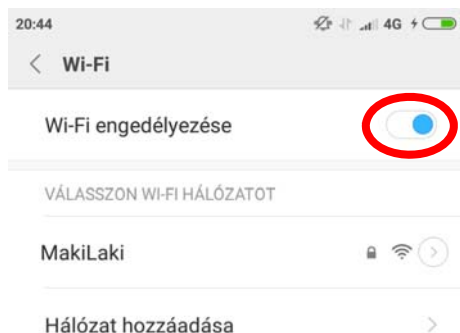 20:44 4G
Wi-Fi
Wi-Fi engedélyezése
VÁLASSZON WI-FI HÁLÓZATOT
MakiLaki
Hálózat hozzáadása